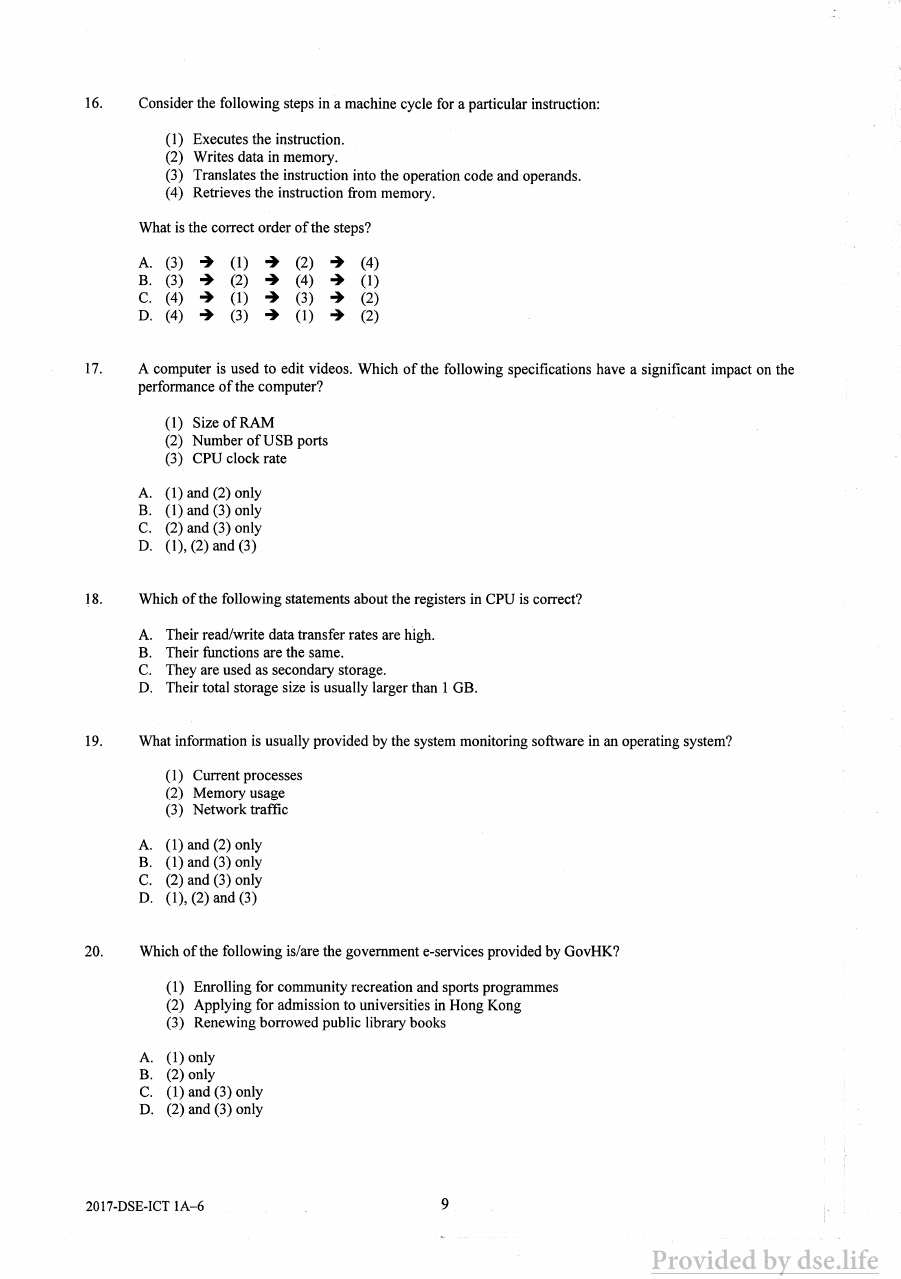 16. Consider the following steps in a machine cycle for a particular instruction:
(1) Executes the instruction.
(2) Writes data in memory.
(3) Translates the instruction into the operation code and operands.
(4) Retrieves the instruction from memory.
What is the correct order of the steps?
A. (3) ➔ (1) ➔ (2) ➔ (4)
B. (3) ➔ (2) ➔ (4) ➔ (1)
C. (4) ➔ (1) ➔ (3) ➔ (2)
D. (4) ➔ (3) ➔ (1) ➔ (2)
17. A computer is used to edit videos. Which of the following specifications have a significant impact on the
performance of the computer?
(1) Size of RAM
(2) Number of USB ports
(3) CPU clock rate
A. (1) and (2) only
B. (1) and (3) only
C. (2) and (3) only
D. (1), (2) and (3)
18. Which of the following statements about the registers in CPU is correct?
A. Their read/write data transfer rates are high.
B. Their functions are the same.
C. They are used as secondary storage.
D. Their total storage size is usually larger than 1 GB.
19. What information is usually provided by the system monitoring software in an operating system?
(1) Current processes
(2) Memory usage
(3) Network traffic
A. (1) and (2) only
B. (1) and (3) only
C. (2) and (3) only
D. (1), (2) and (3)
20. Which of the following is/are the government e-services provided by GovHK?
(1) Enrolling for community recreation and sports programmes
(2) Applying for admission to universities in Hong Kong
(3) Renewing borrowed public library books
A. (1) only
B. (2) only
C. (1) and (3) only
D. (2) and (3) only
2017-DSE-ICT 1A–6 9
Provided by dse.life